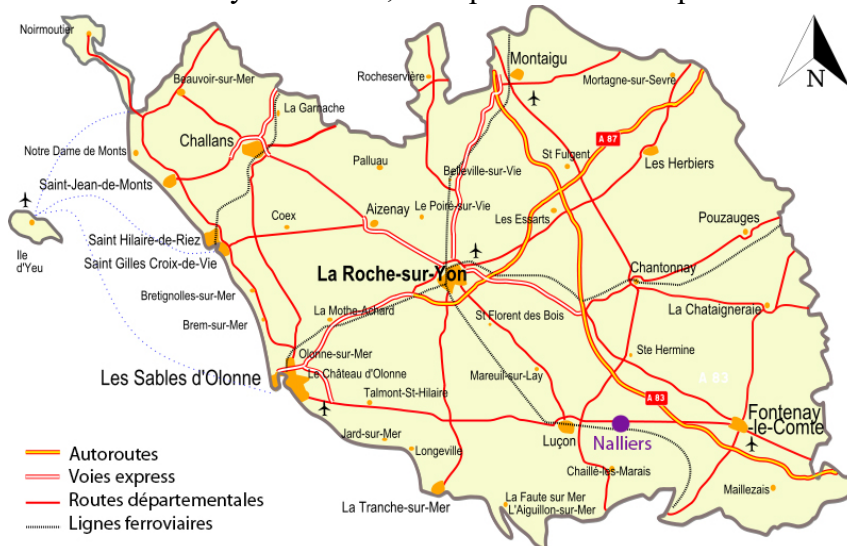 Noirmoutier
Montaigu
Rocheservière
Mortagne-sur-Sevre
Beauvoir-sur-Mer
N
La Garnache
A 87
Challans
Notre Dame de Monts
Palluau
St Fulgent
Les Herbiers
Belleville-sur-Vie
Saint-Jean-de-Monts
Le Poiré-sur-Vie
Les Essarts
Coex
Aizenay
Pouzauges
Saint Hilaire-de-Riez
Ile
d'Yeu
Saint Gilles Croix-de-Vie
La Roche-sur-Yon
Chantonnay
Bretignolles-sur-Mer
La Mothe-Achard
La Chataigneraie
Brem-sur-Mer
St Florent des Bois
Olonne-sur-Mer
Ste Hermine
Les Sables d'Olonne
Le Château d'Olonne
Mareuil-sur-Lay
A 83
Talmont-St-Hilaire
A 83
Fontenay
-le-Comte
Jard-sur-Mer
Luçon
Nalliers
Longeville
Autoroutes
Chaillé-les-Marais
Voies express
Maillezais
Routes départementales
La Tranche-sur-Mer
La Faute sur Mer
L'Aiguillon-sur-Mer
Lignes ferroviaires